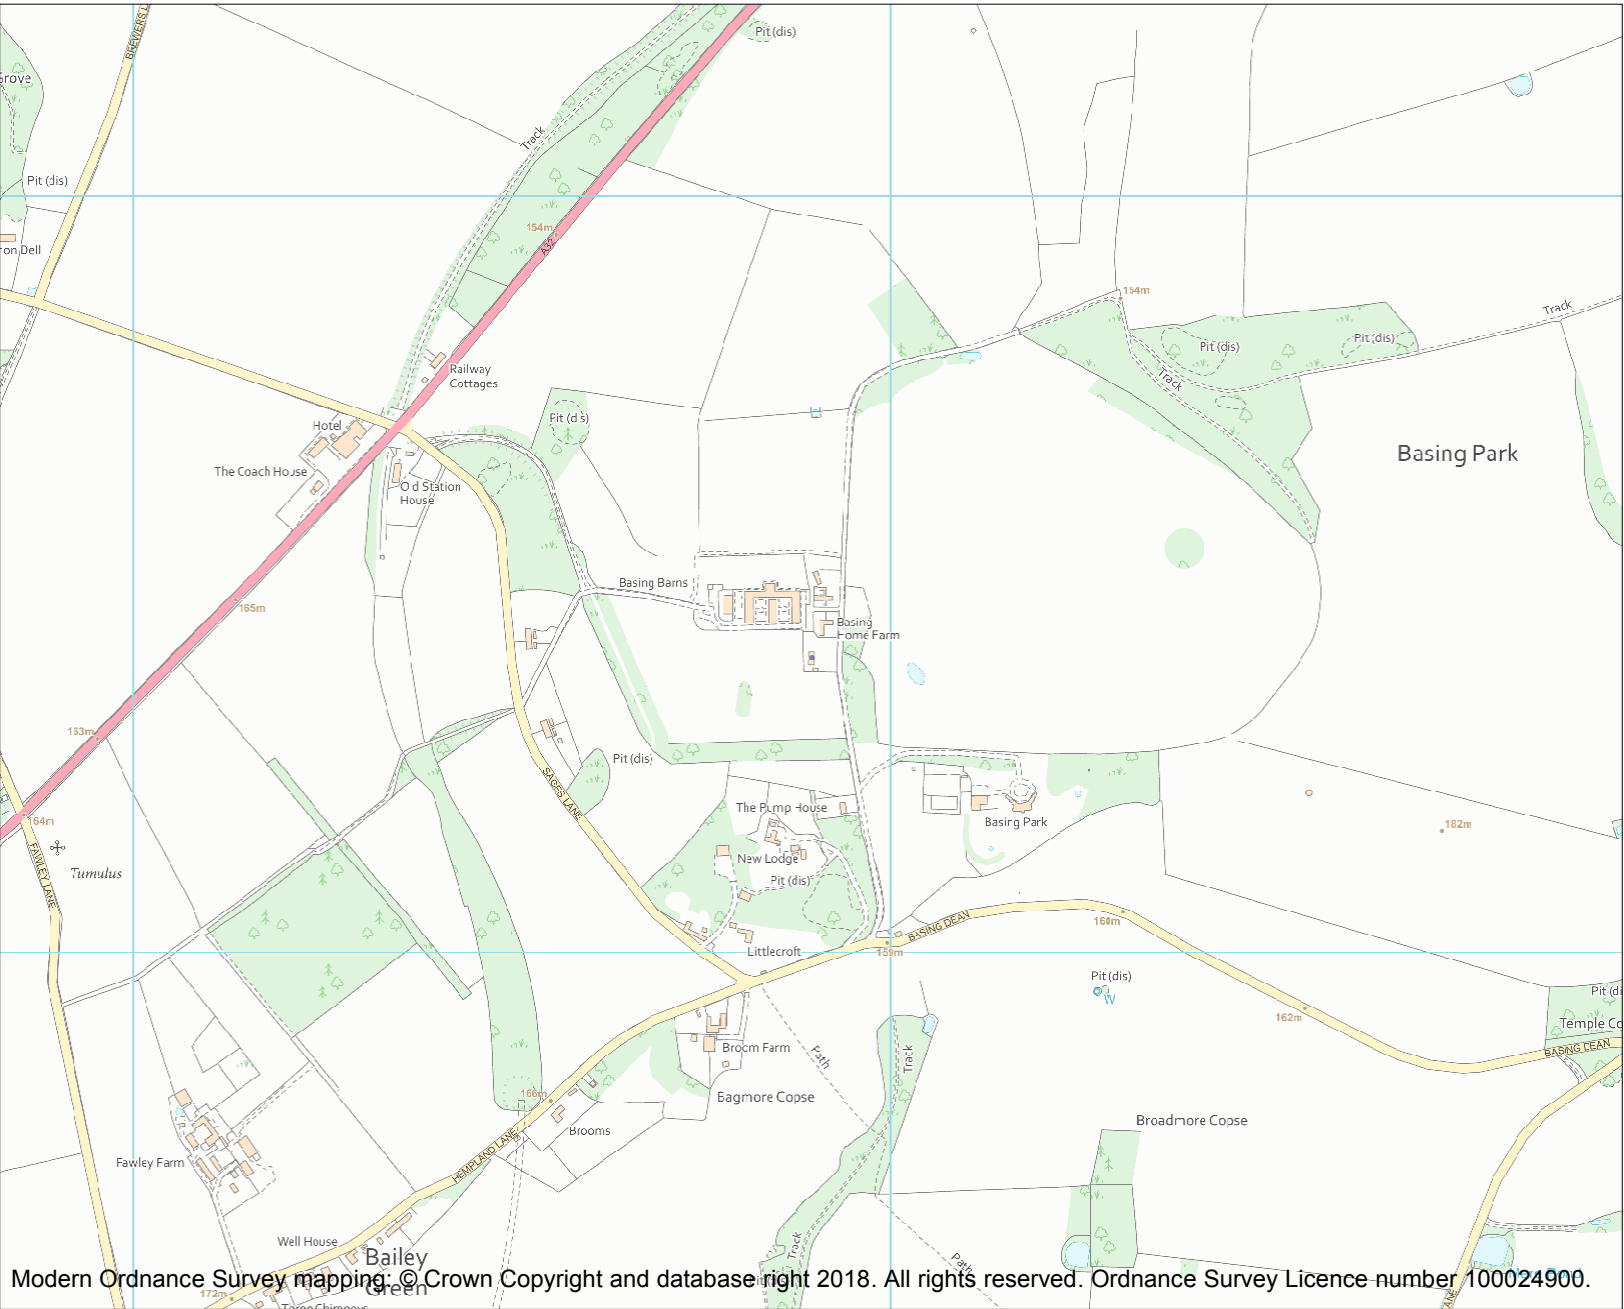 Pit (dis)
Track
Pit (dis)
154m
A32
154m
Track
Pit (dis)
Pit (dis)
Track
Railway
Cottages
Hotel
Pit (dis)
The Coach House
Old Station
House
Basing Park
Basing Barns
165m
Basing
Home Farm
163m
Pit (dis)
SAGES LANE
The Pump House
Basing Park
164m
182m
FAWLEY LANE
Tumulus
New Lodge
Pit (dis)
BASING DEAN
160m
Littlecroft
159m
Pit (dis)
W
162m
Temple
BASING DEAN
Path
Track
Broom Farm
166m
Bagmore Copse
Broadmore Copse
Brooms
HEMPLAND LANE
Fawley Farm
Well House
Track
Path
Bailey
Green
Modern Ordnance Survey mapping: © Crown Copyright and database right 2018. All rights reserved. Ordnance Survey Licence number 100024900.
172m